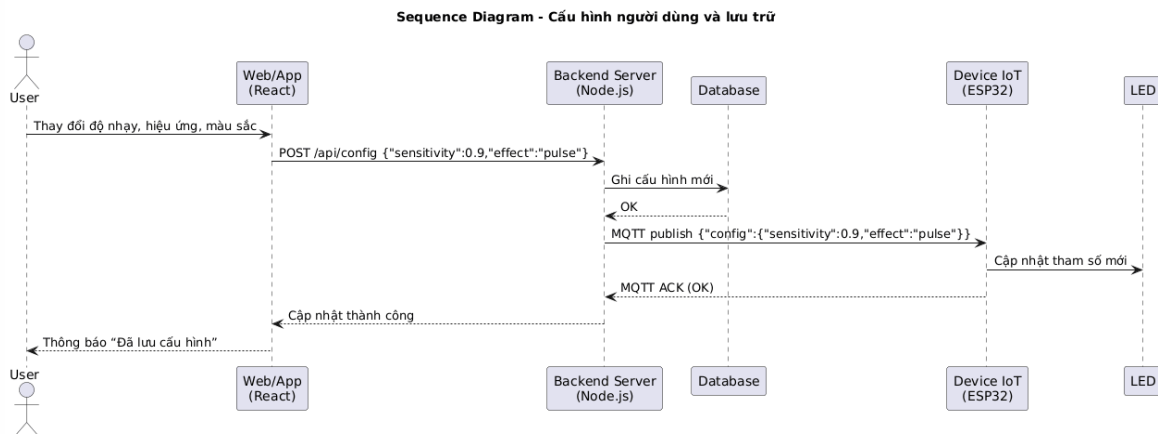 Sequence Diagram - Cấu hình người dùng và lưu trữ
User
Web/App
(React)
Backend Server
(Node.js)
Database
Device IoT
(ESP32)
LED
Thay đổi độ nhạy, hiệu ứng, màu sắc
POST /api/config {"sensitivity":0.9,"effect":"pulse"}
Ghi cấu hình mới
OK
MQTT publish {"config":{"sensitivity":0.9,"effect":"pulse"}}
Cập nhật tham số mới
MQTT ACK (OK)
Cập nhật thành công
Thông báo “Đã lưu cấu hình”
User
Web/App
(React)
Backend Server
(Node.js)
Database
Device IoT
(ESP32)
LED